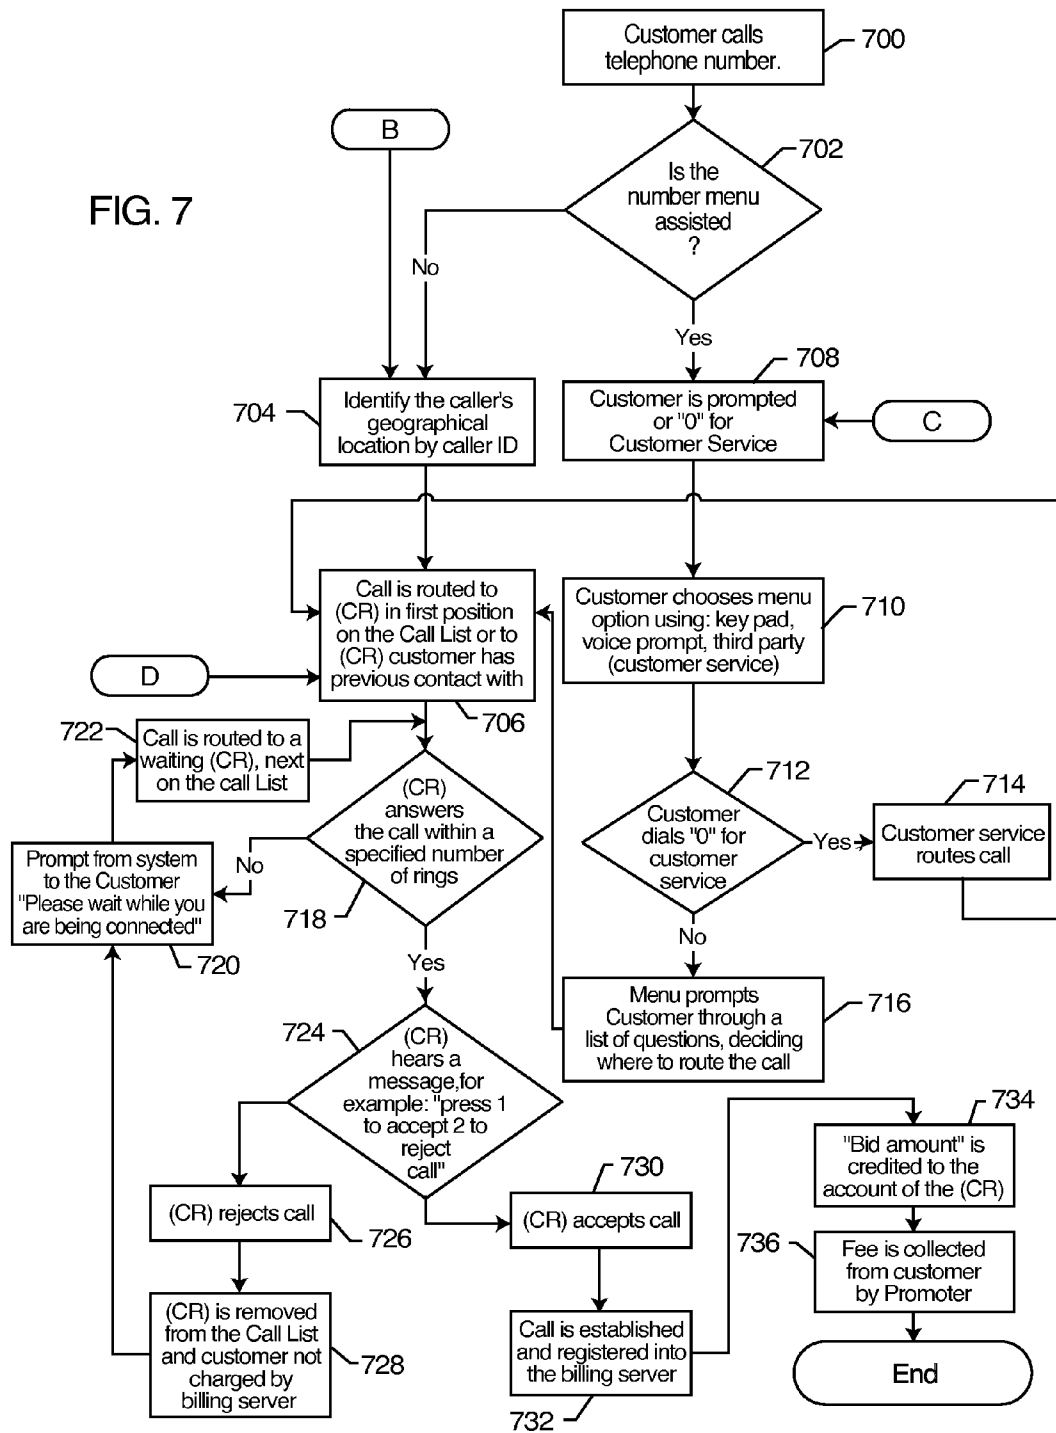 Customer calls
telephone number.
700
B
702
Is the
number menu
assisted
?
FIG. 7
No
Yes
708
704
Identify the caller's
geographical
location by caller ID
Customer is prompted
or "0" for
Customer Service
C
Call is routed to
(CR) in first position
on the Call List or to
(CR) customer has
previous contact with
706
Customer chooses menu
option using: key pad,
voice prompt, third party
(customer service)
710
D
722
Call is routed to a
waiting (CR), next
on the call List
(CR)
answers
the call within a
specified number
of rings
718
712
Customer
dials "0" for
customer
service
Yes
714
Customer service
routes call
No
Prompt from system
to the Customer
"Please wait while you
are being connected"
720
No
Yes
Menu prompts
Customer through a
list of questions, deciding
where to route the call
716
724
(CR)
hears a
message,for
example: "press 1
to accept 2 to
reject
call"
734
"Bid amount" is
credited to the
account of the (CR)
730
(CR) rejects call
726
(CR) accepts call
736
Fee is collected
from customer
by Promoter
(CR) is removed
from the Call List
and customer not
charged by
billing server
728
Call is established
and registered into
the billing server
732
End